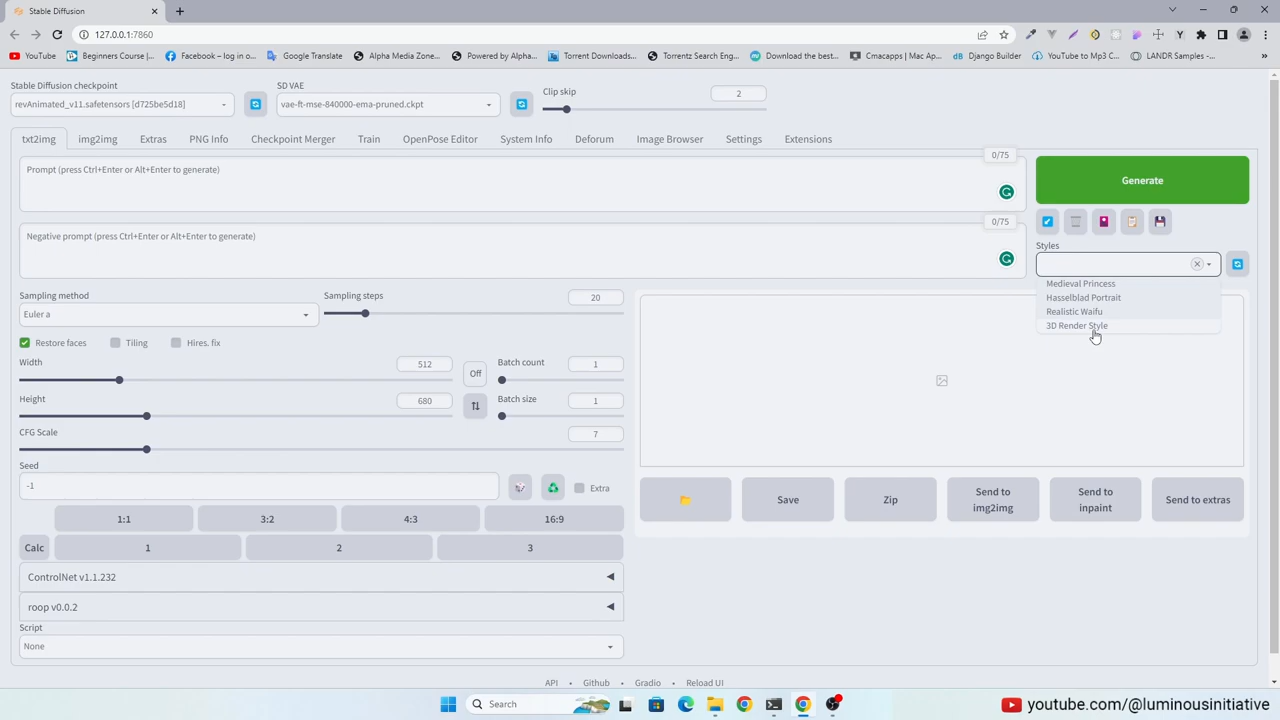 Stable Diffusion
127.0.0.1:7860
YouTube
Beginners Course |...
Facebook – log in o...
Google Translate
Alpha Media Zone...
Powered by Alpha...
Torrent Downloads...
Torrentz Search Eng...
Download the best...
Cmacapps | Mac Ap...
Django Builder
YouTube to Mp3 C...
LANDR Samples -...
Stable Diffusion checkpoint
SD VAE
Clip skip
2
revAnimated_v11.safetensors [d725be5d18]
vae-ft-mse-840000-ema-pruned.ckpt
txt2img
img2img
Extras
PNG Info
Checkpoint Merger
Train
OpenPose Editor
System Info
Deforum
Image Browser
Settings
Extensions
0/75
Prompt (press Ctrl+Enter or Alt+Enter to generate)
Generate
0/75
Negative prompt (press Ctrl+Enter or Alt+Enter to generate)
Styles
Medieval Princess
Hasselblad Portrait
Realistic Waifu
3D Render Style
Sampling method
Sampling steps
20
Euler a
Restore faces
Tiling
Hires. fix
Width
512
Off
Batch count
1
Height
680
Batch size
1
CFG Scale
7
Seed
-1
Extra
Save
Zip
Send to img2img
Send to inpaint
Send to extras
1:1
3:2
4:3
16:9
Calc
1
2
3
ControlNet v1.1.232
roop v0.0.2
Script
None
API • Github • Gradio • Reload UI
Search
youtube.com/@luminousinitiative